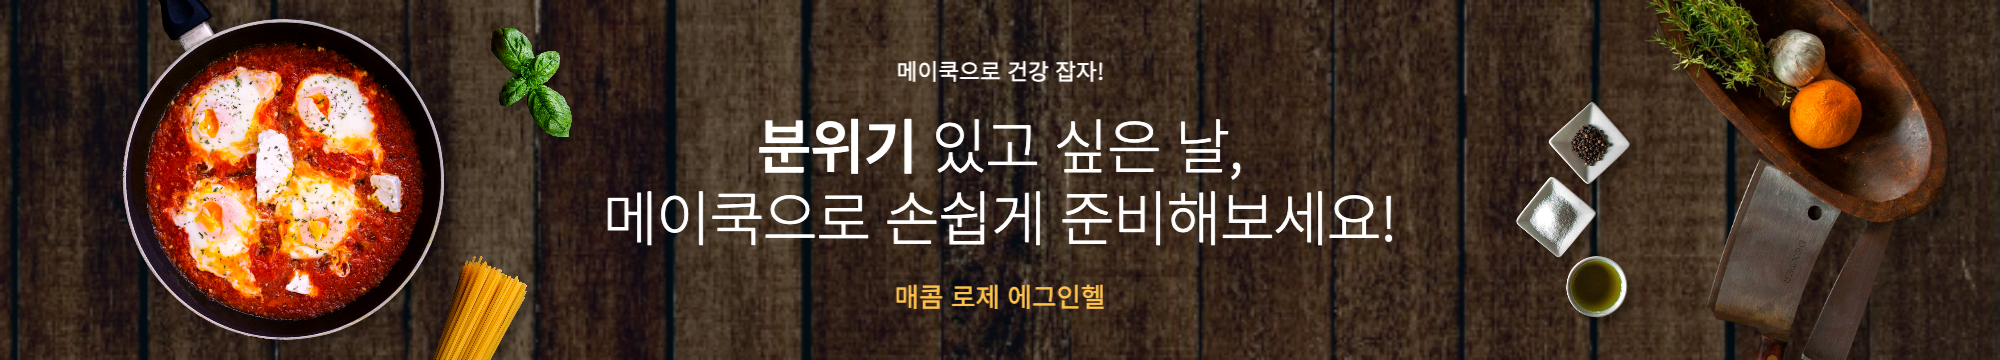 메이쿡으로 건강 잡자!
분위기 있고 싶은 날,
메이쿡으로 손쉽게 준비해보세요!
매콤 로제 에그인헬